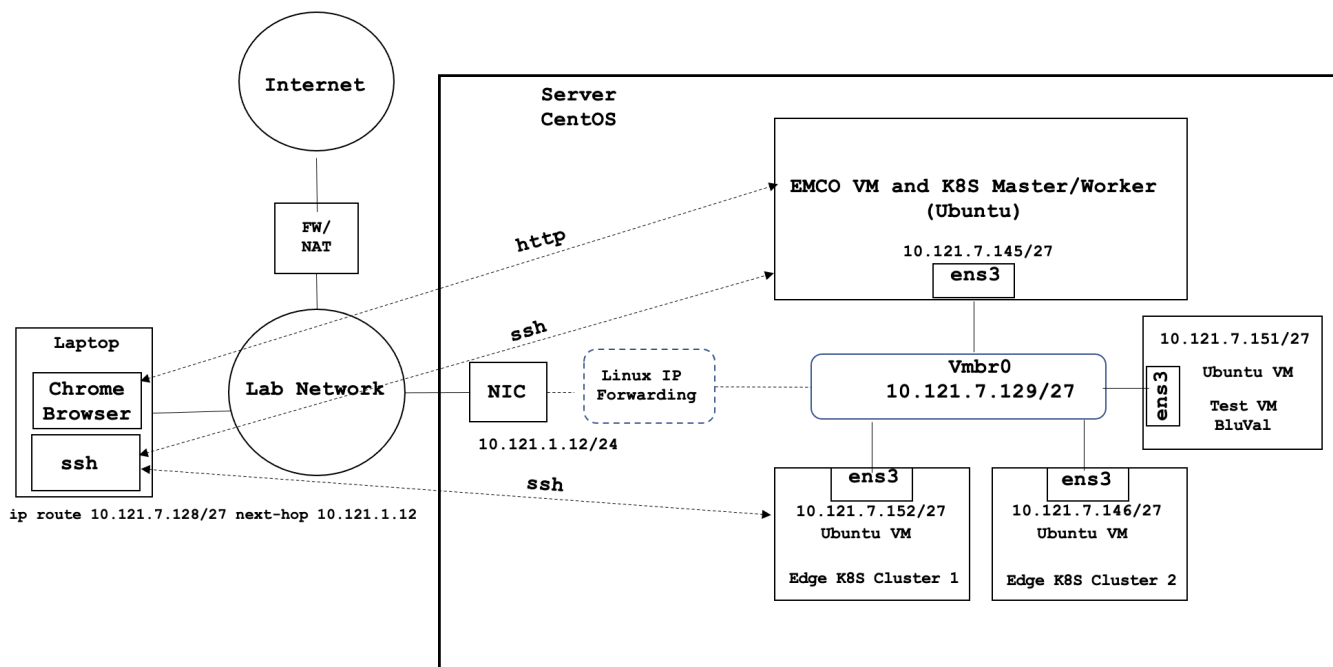 Internet
FW/
NAT
Lab Network
Laptop
Chrome
Browser
ssh
ip route 10.121.7.128/27 next-hop 10.121.1.12
http
ssh
ssh
Server
CentOS
NIC
10.121.1.12/24
Linux IP
Forwarding
EMCO VM and K8S Master/Worker
(Ubuntu)
10.121.7.145/27
ens3
Vmbr0
10.121.7.129/27
10.121.7.151/27
ens3
Ubuntu VM
Test VM
BluVal
ens3
10.121.7.152/27
Ubuntu VM
Edge K8S Cluster 1
ens3
10.121.7.146/27
Ubuntu VM
Edge K8S Cluster 2